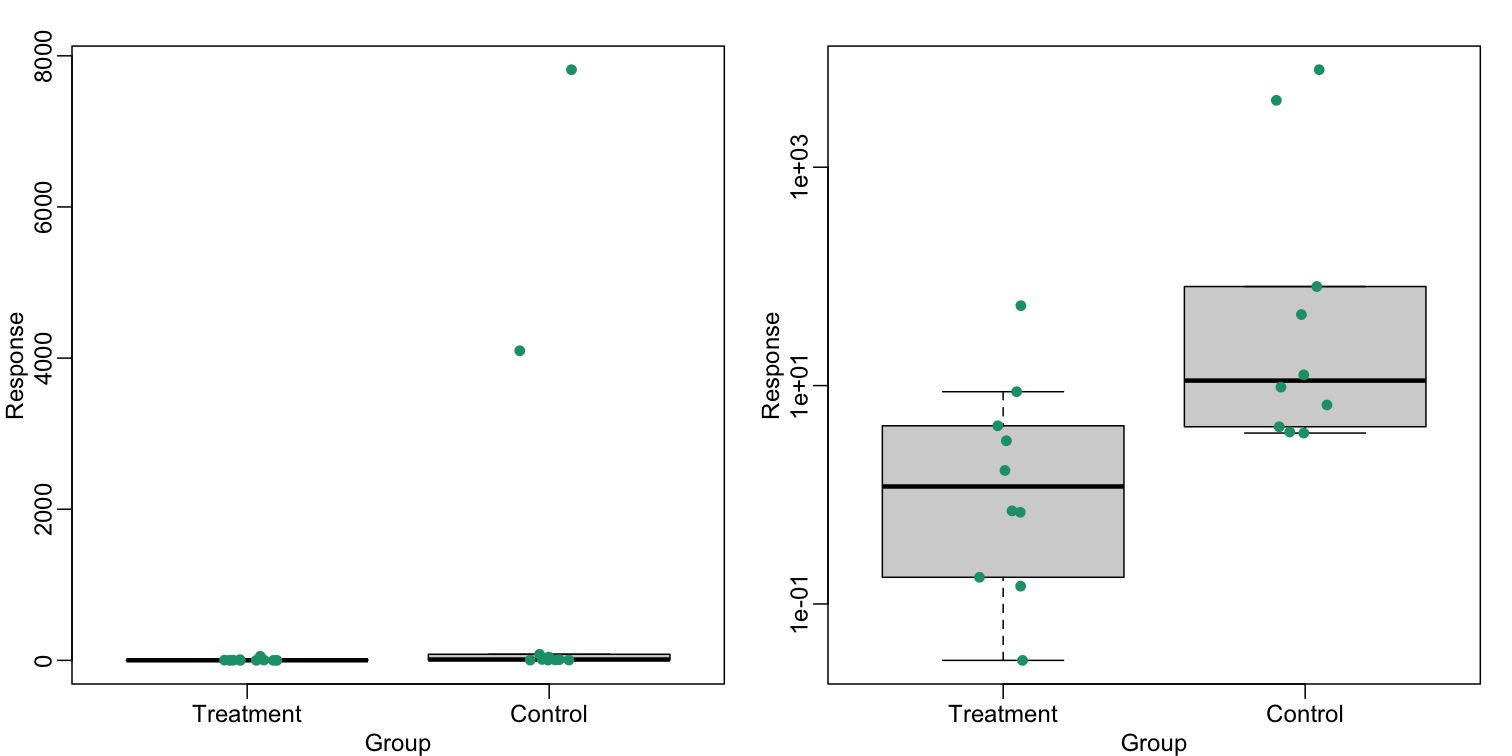 Response
8000
6000
4000
2000
0
Treatment
Control
Group
Response
1e+03
1e+01
1e-01
Treatment
Control
Group